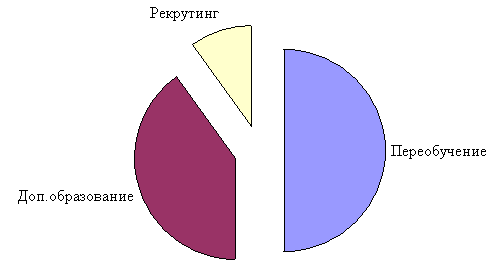 Рекрутинг
Переобучение
Доп.образование